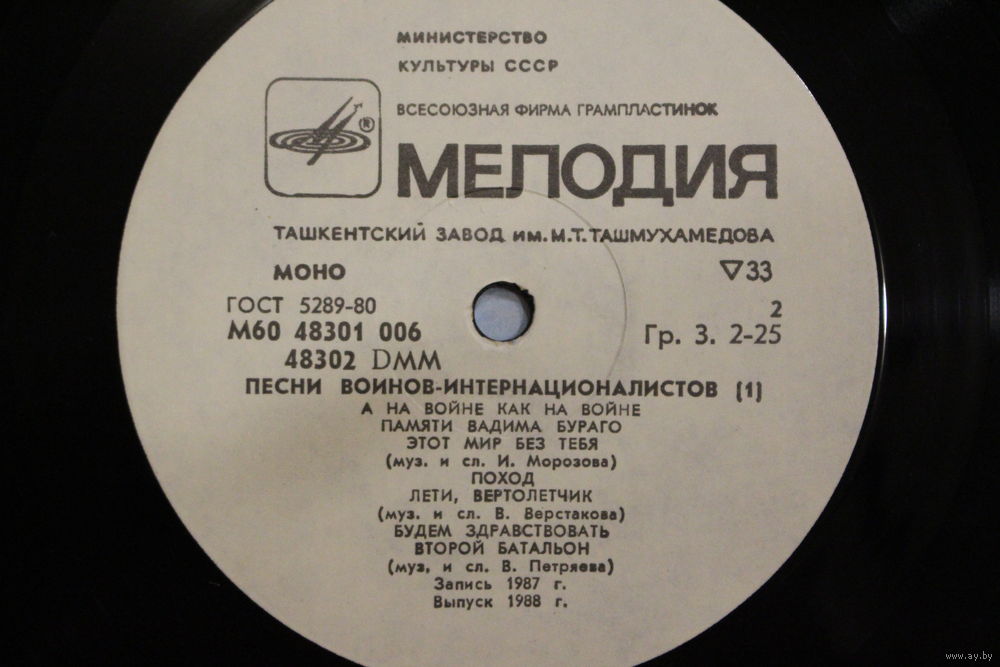 МИНИСТЕРСТВО
КУЛЬТУРЫ СССР
ВСЕСОЮЗНАЯ ФИРМА ГРАМПЛАСТИНОК
®
МЕЛОДИЯ
ТАШКЕНТСКИЙ ЗАВОД им. М.Т. ТАШМУХАМЕДОВА
МОНО ▽33
ГОСТ 5289-80 2
М60 48301 006 Гр. 3. 2-25
48302 DMM
ПЕСНИ ВОИНОВ-ИНТЕРНАЦИОНАЛИСТОВ (1)
А НА ВОЙНЕ КАК НА ВОЙНЕ
ПАМЯТИ ВАДИМА БУРАГО
ЭТОТ МИР БЕЗ ТЕБЯ
(муз. и сл. И. Морозова)
ПОХОД
ЛЕТИ, ВЕРТОЛЕТЧИК
(муз. и сл. В. Верстакова)
БУДЕМ ЗДРАВСТВОВАТЬ
ВТОРОЙ БАТАЛЬОН
(муз, и сл. В. Петряева)
Запись 1987 г.
Выпуск 1988 г.
www.ay.by